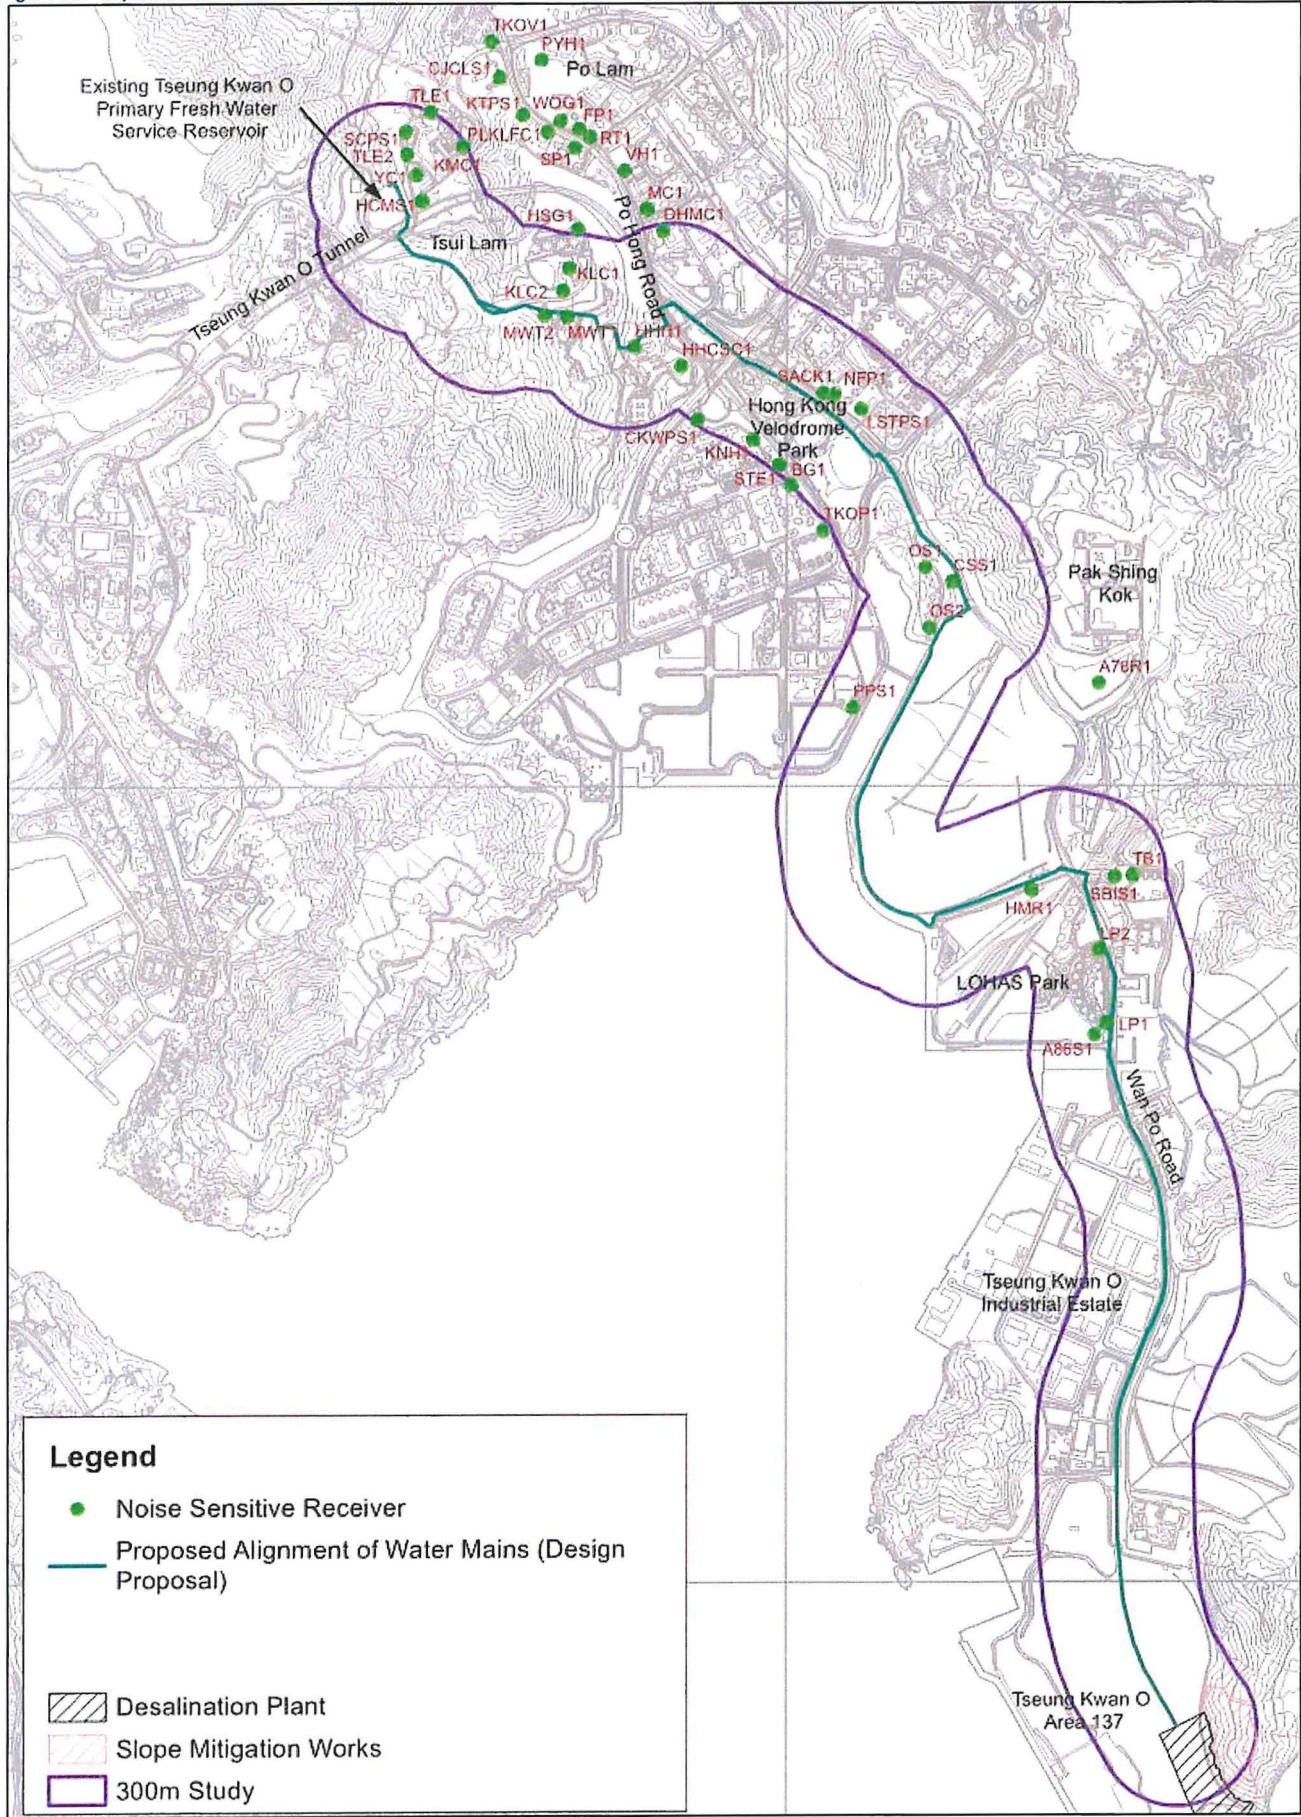 TKOV1
PYH1
Po Lam
CJCLS1
Existing Tseung Kwan O
Primary Fresh Water
Service Reservoir
TLE1
KTPS1
WOG1
FP1
SCPS1
PLKLFC1
RT1
TLE2
KMC1
SP1
VH1
YC1
HCMS1
MC1
HSG1
DHMC1
Po Hong Road
Tsui Lam
Tseung Kwan O Tunnel
KLC1
KLC2
MWT2
MWT1
HHH1
HHCSC1
SACK1
NFP1
Hong Kong
Velodrome
Park
LSTPS1
CKWPS1
KNH1
BG1
STE1
TKOP1
OS1
CSS1
Pak Shing
Kok
OS2
A78R1
PPS1
TB1
SBIS1
HMR1
LP2
LOHAS Park
LP1
A86S1
Wan Po Road
Tseung Kwan O
Industrial Estate
Tseung Kwan O
Area 137
Legend
Noise Sensitive Receiver
Proposed Alignment of Water Mains (Design
Proposal)
Desalination Plant
Slope Mitigation Works
300m Study